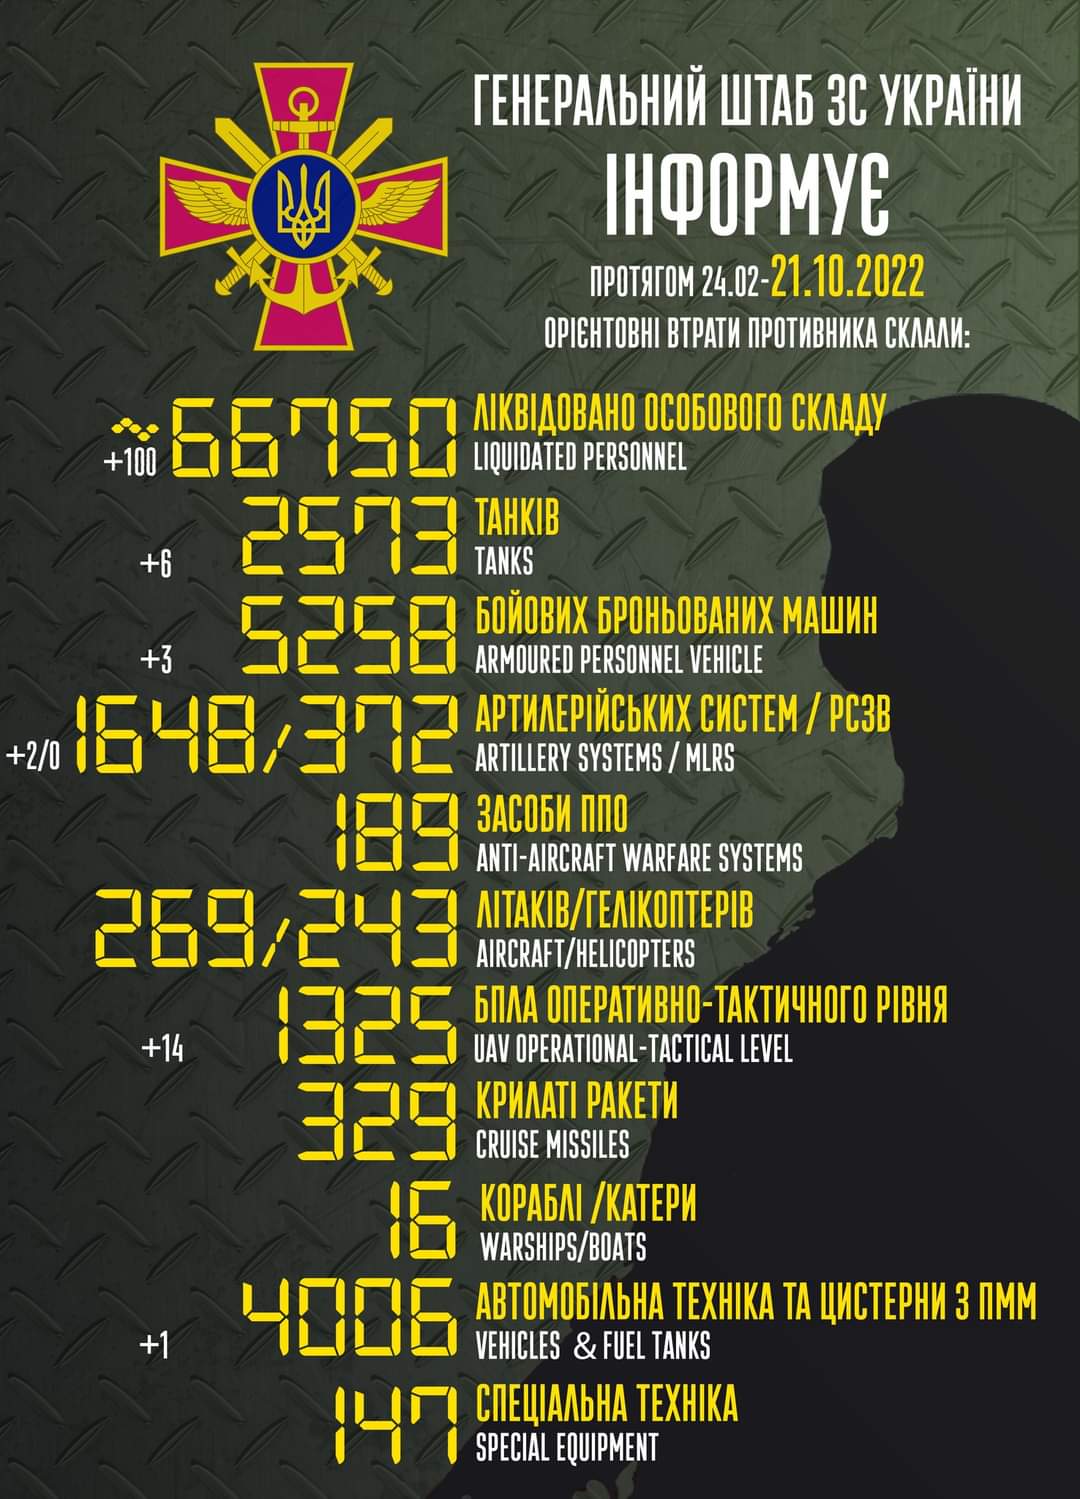 ГЕНЕРАЛЬНИЙ ШТАБ ЗС УКРАЇНИ
ІНФОРМУЄ
ПРОТЯГОМ 24.02-21.10.2022
ОРІЄНТОВНІ ВТРАТИ ПРОТИВНИКА СКЛАЛИ:
≈66750 ЛІКВІДОВАНО ОСОБОВОГО СКЛАДУ
+100 LIQUIDATED PERSONNEL
2573 ТАНКІВ
+6 TANKS
5258 БОЙОВИХ БРОНЬОВАНИХ МАШИН
+3 ARMOURED PERSONNEL VEHICLE
1648/372 АРТИЛЕРІЙСЬКИХ СИСТЕМ / РСЗВ
+2/0 ARTILLERY SYSTEMS / MLRS
189 ЗАСОБИ ППО
ANTI-AIRCRAFT WARFARE SYSTEMS
269/243 ЛІТАКІВ/ГЕЛІКОПТЕРІВ
AIRCRAFT/HELICOPTERS
1325 БПЛА ОПЕРАТИВНО-ТАКТИЧНОГО РІВНЯ
+14 UAV OPERATIONAL-TACTICAL LEVEL
329 КРИЛАТІ РАКЕТИ
CRUISE MISSILES
16 КОРАБЛІ /КАТЕРИ
WARSHIPS/BOATS
4006 АВТОМОБІЛЬНА ТЕХНІКА ТА ЦИСТЕРНИ З ПММ
+1 VEHICLES & FUEL TANKS
147 СПЕЦІАЛЬНА ТЕХНІКА
SPECIAL EQUIPMENT